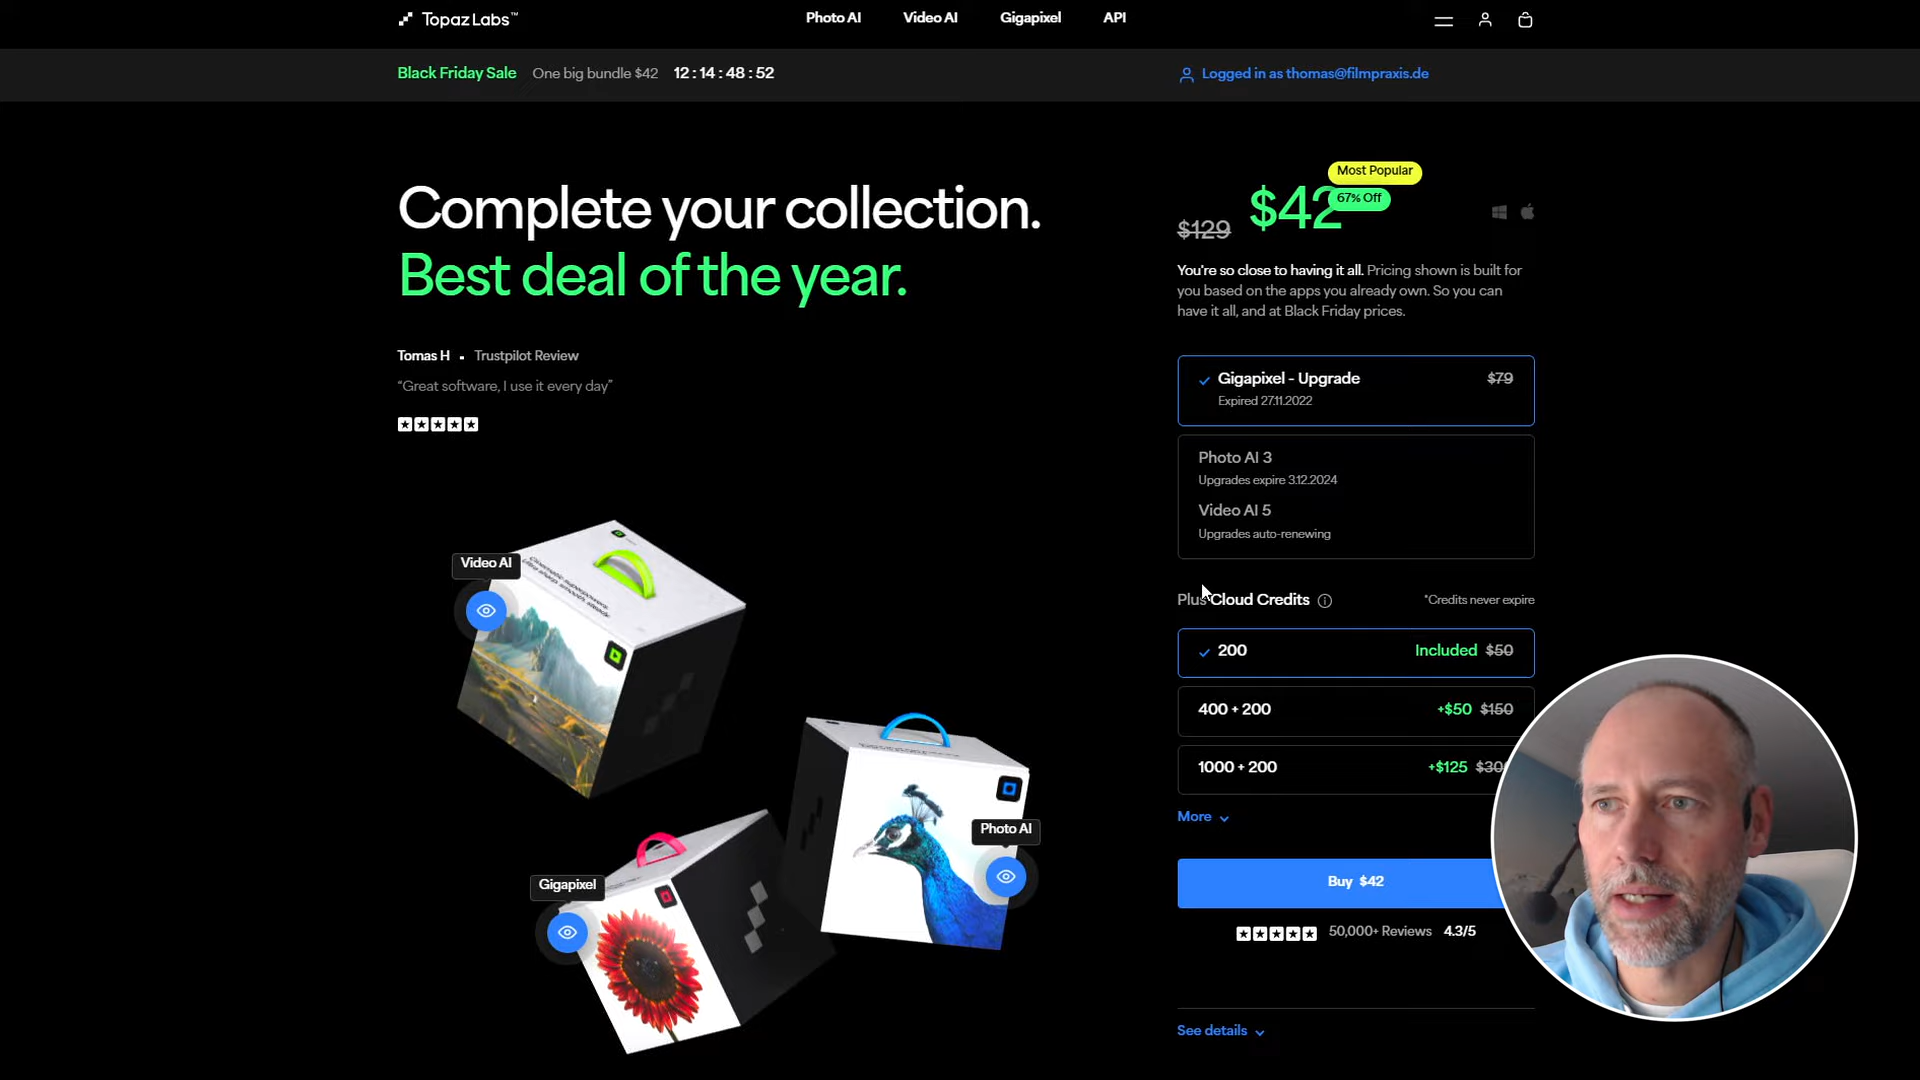 Topaz Labs™
Photo AI
Video AI
Gigapixel
API
Black Friday Sale
One big bundle $42
12 : 14 : 48 : 52
Logged in as thomas@filmpraxis.de
Complete your collection.
Best deal of the year.
Tomas H • Trustpilot Review
“Great software, I use it every day”
Most Popular
67% Off
$129 $42
You're so close to having it all. Pricing shown is built for
you based on the apps you already own. So you can
have it all, and at Black Friday prices.
Gigapixel - Upgrade $79
Expired 27.11.2022
Photo AI 3
Upgrades expire 3.12.2024
Video AI 5
Upgrades auto-renewing
Plus Cloud Credits *Credits never expire
200 Included $50
400 + 200 +$50 $150
1000 + 200 +$125
More
Buy $42
50,000+ Reviews 4.3/5
See details
Video AI
Photo AI
Gigapixel